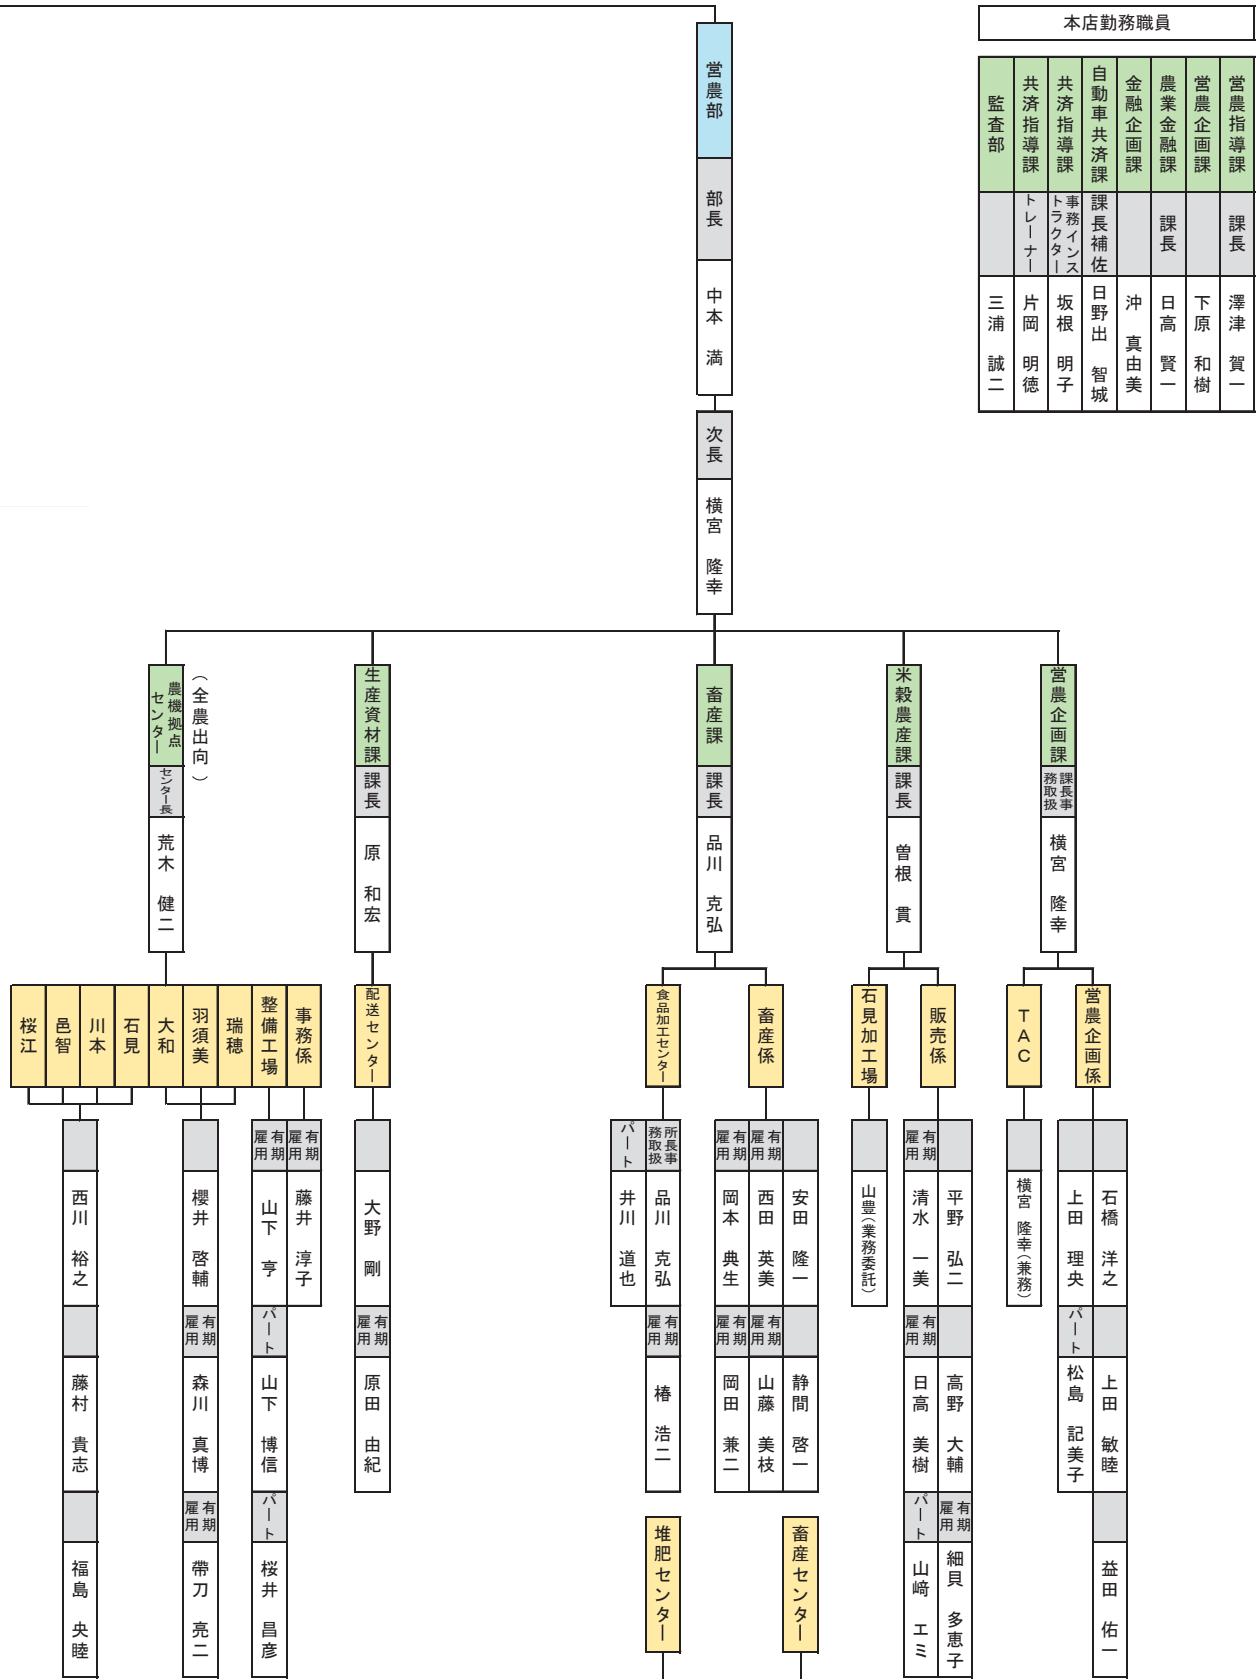 本店勤務職員
営農指導課
課長
澤津 賀一
営農企画課
下原 和樹
農業金融課
課長
日高 賢一
金融企画課
沖 真由美
自動車共済課
課長補佐
日野出 智城
共済指導課
事務インス
トラクター
坂根 明子
共済指導課
トレーナー
片岡 明徳
監査部
三浦 誠二
営農部
部長
中本 満
次長
横宮 隆幸
営農企画課
課長事
務取扱
横宮 隆幸
営農企画係
石橋 洋之
上田 敏睦
益田 佑一
上田 理央
パート
松島 記美子
TAC
横宮 隆幸(兼務)
米穀農産課
課長
曽根 貫
販売係
平野 弘二
高野 大輔
有期
雇用
細貝 多恵子
有期
雇用
清水 一美
有期
雇用
日高 美樹
パート
山﨑 エミ
石見加工場
山豊(業務委託)
畜産課
課長
品川 克弘
畜産係
安田 隆一
静間 啓一
有期
雇用
西田 英美
有期
雇用
山藤 美枝
有期
雇用
岡本 典生
有期
雇用
岡田 兼二
畜産センター
食品加工センター
所長事
務取扱
品川 克弘
有期
雇用
椿 浩二
パート
井川 道也
堆肥センター
生産資材課
課長
原 和宏
配送センター
大野 剛
有期
雇用
原田 由紀
(全農出向)
農機拠点
センター
センター長
荒木 健二
事務係
有期
雇用
藤井 淳子
整備工場
有期
雇用
山下 亨
パート
山下 博信
パート
桜井 昌彦
瑞穂
羽須美
大和
櫻井 啓輔
有期
雇用
森川 真博
有期
雇用
帶刀 亮二
石見
川本
邑智
桜江
西川 裕之
藤村 貴志
福島 央睦